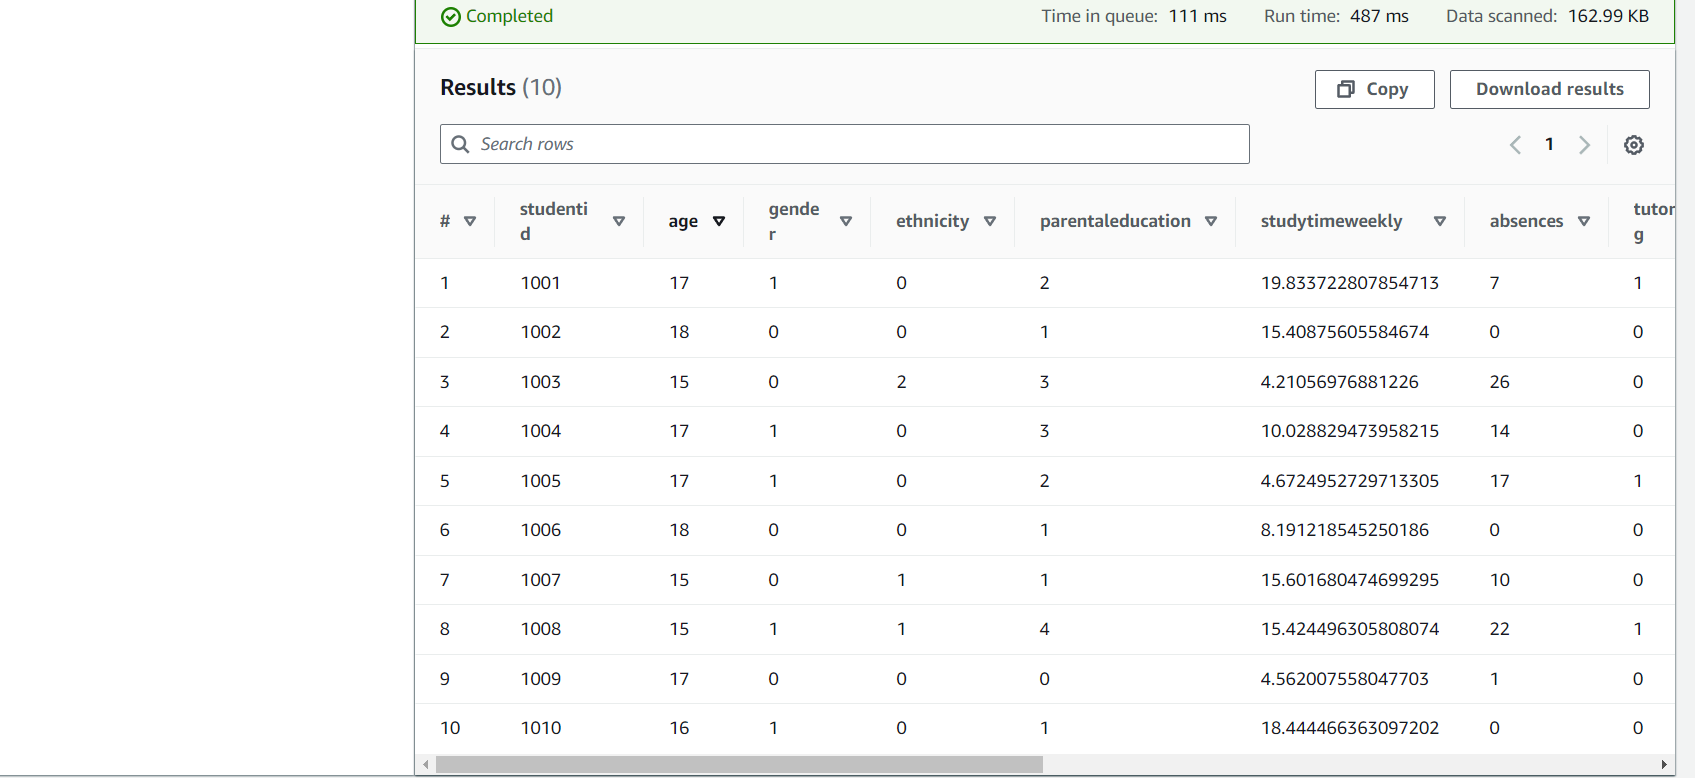 Completed Time in queue: 111 ms Run time: 487 ms Data scanned: 162.99 KB
Results (10) Copy Download results
Search rows 1
# studenti
d age gende
r ethnicity parentaleducation studytimeweekly absences tutor
g
1 1001 17 1 0 2 19.833722807854713 7 1
2 1002 18 0 0 1 15.40875605584674 0 0
3 1003 15 0 2 3 4.21056976881226 26 0
4 1004 17 1 0 3 10.028829473958215 14 0
5 1005 17 1 0 2 4.6724952729713305 17 1
6 1006 18 0 0 1 8.191218545250186 0 0
7 1007 15 0 1 1 15.601680474699295 10 0
8 1008 15 1 1 4 15.424496305808074 22 1
9 1009 17 0 0 0 4.562007558047703 1 0
10 1010 16 1 0 1 18.444466363097202 0 0